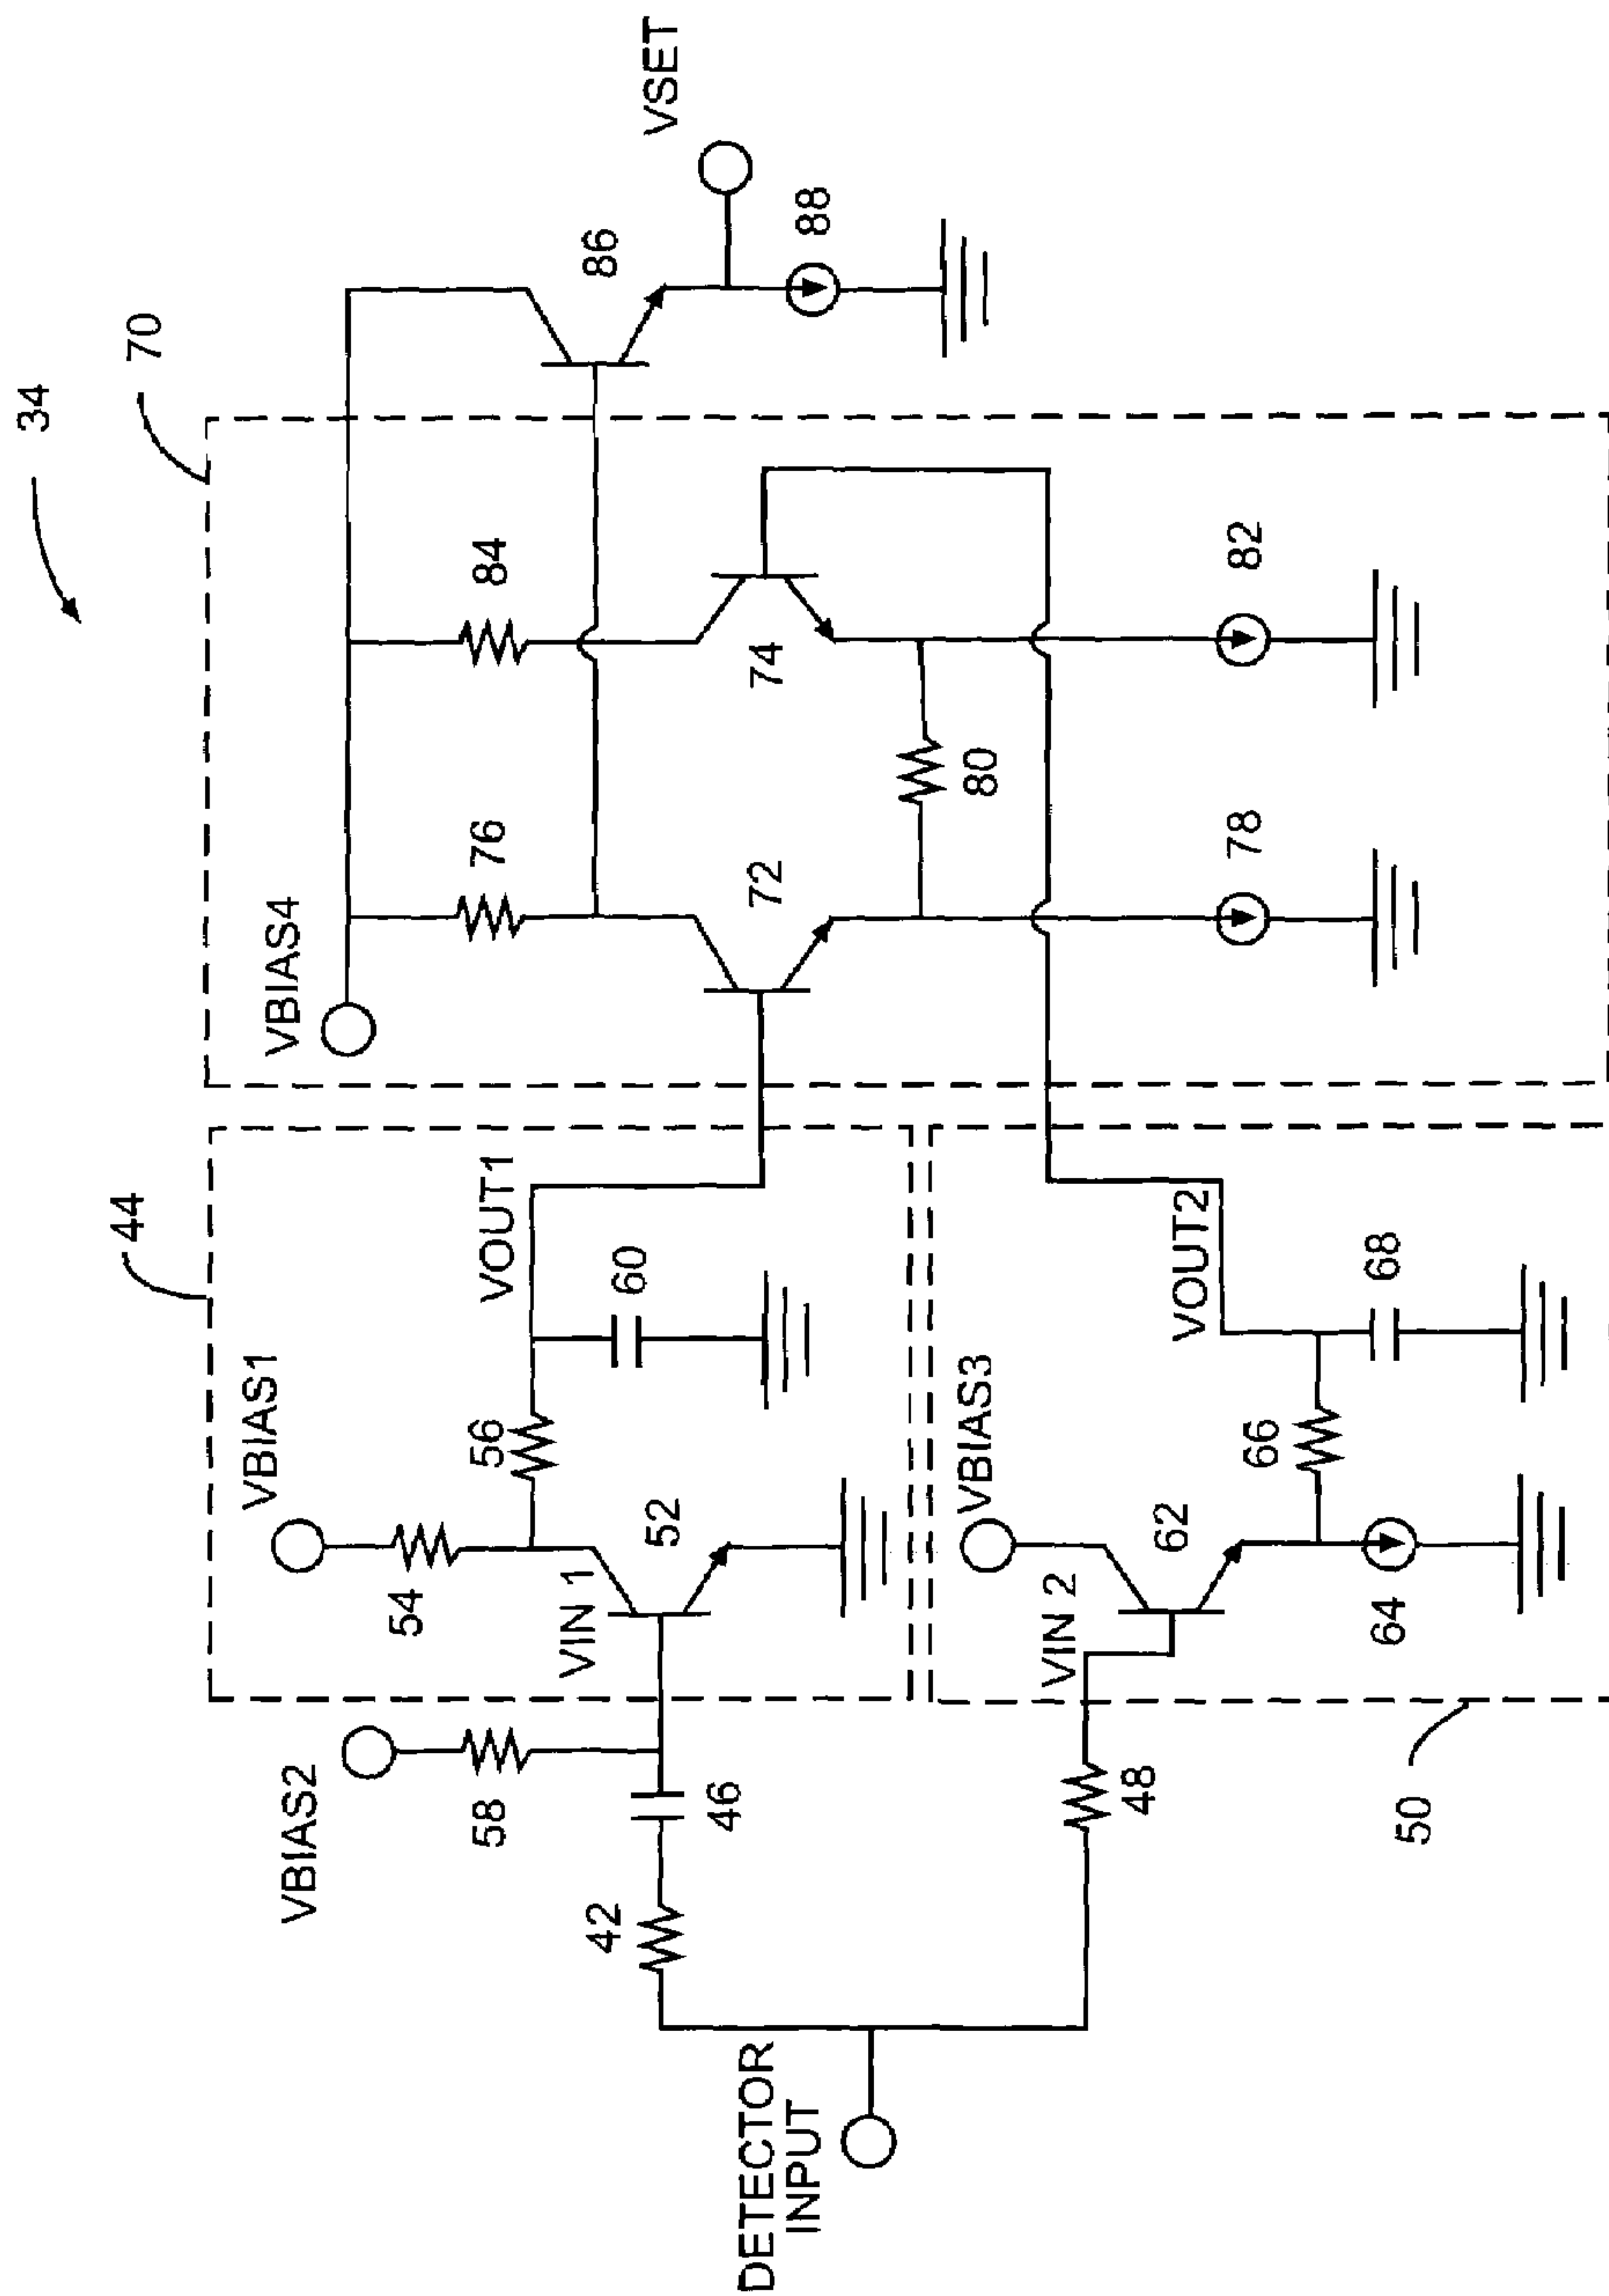 34
70
44
VBIAS4
VSET
86
88
84
76
74
72
80
82
78
VBIAS1
VOUT1
54
56
60
VIN 1
52
VBIAS2
58
46
42
DETECTOR
INPUT
VBIAS3
VOUT2
VIN 2
62
66
68
64
48
50